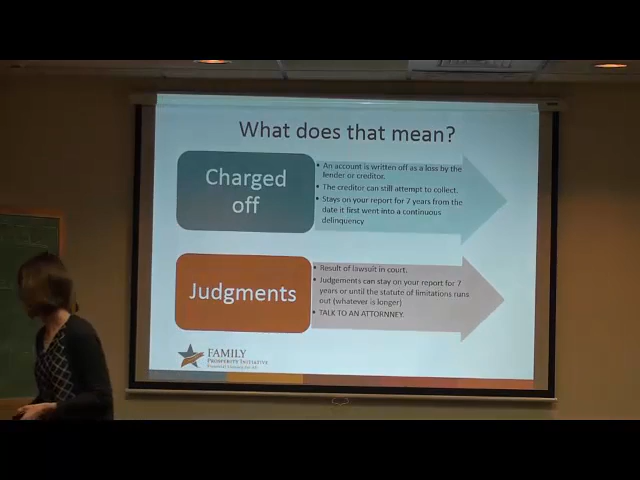 What does that mean?
Charged
off
• An account is written off as a loss by the
lender or creditor.
• The creditor can still attempt to collect.
• Stays on your report for 7 years from the
date it first went into a continuous
delinquency
Judgments
• Result of lawsuit in court.
• Judgements can stay on your report for 7
years or until the statute of limitations runs
out (whatever is longer)
• TALK TO AN ATTORNNEY.
FAMILY
PROSPERITY INITIATIVE